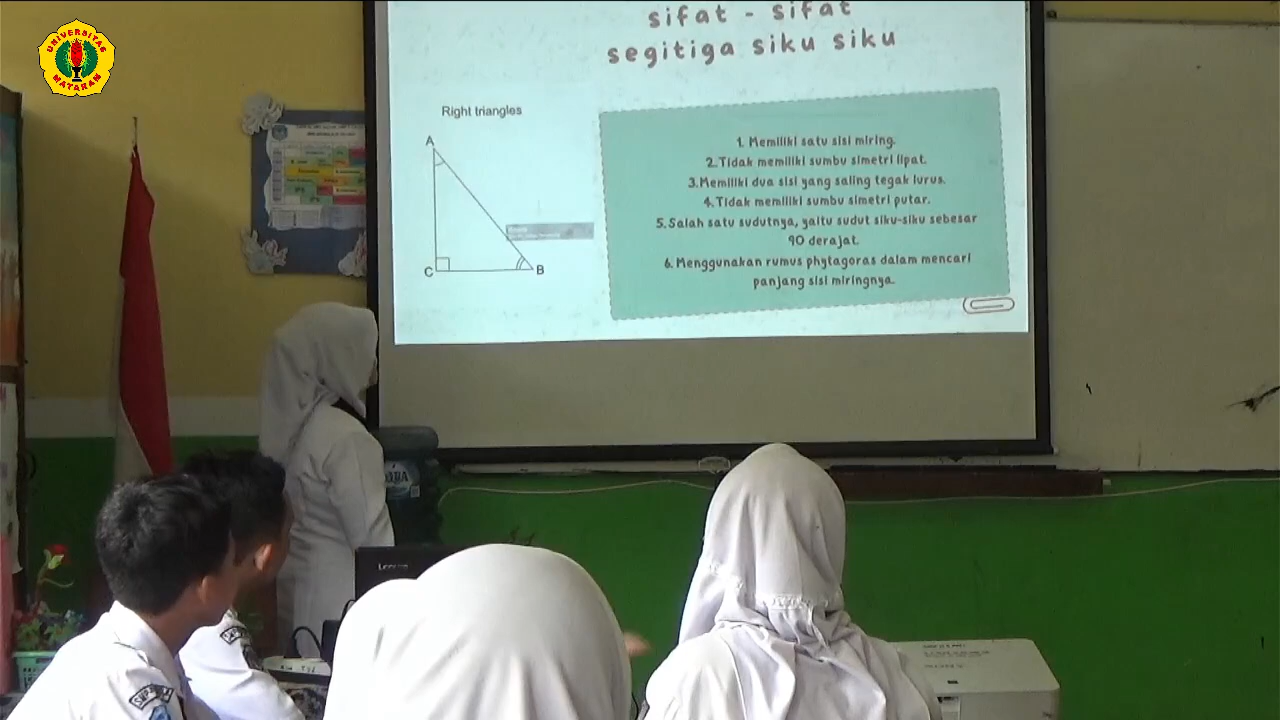 UNIVERSITAS
MATARAM
sifat - sifat
segitiga siku siku
Right triangles
A
C
B
1. Memiliki satu sisi miring.
2. Tidak memiliki sumbu simetri lipat.
3. Memiliki dua sisi yang saling tegak lurus.
4. Tidak memiliki sumbu simetri putar.
5. Salah satu sudutnya, yaitu sudut siku-siku sebesar
90 derajat.
6. Menggunakan rumus phytagoras dalam mencari
panjang sisi miringnya.
Lenovo